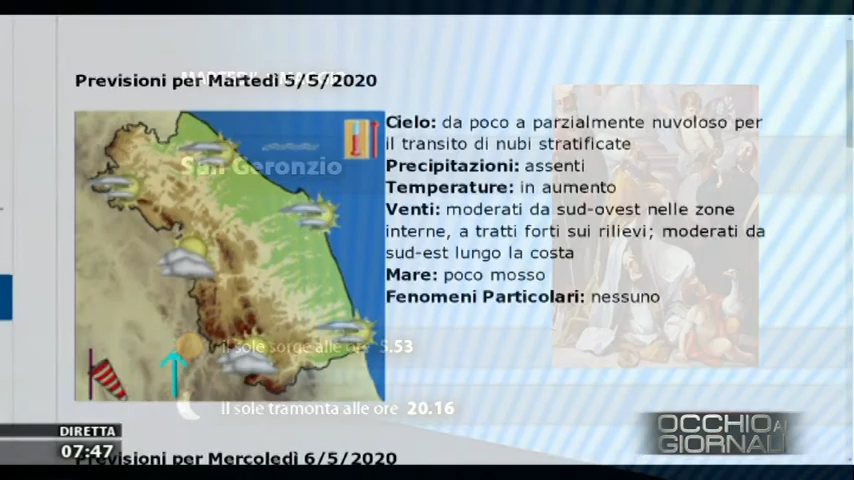 Previsioni per Martedì 5/5/2020
San Geronzio
Cielo: da poco a parzialmente nuvoloso per
il transito di nubi stratificate
Precipitazioni: assenti
Temperature: in aumento
Venti: moderati da sud-ovest nelle zone
interne, a tratti forti sui rilievi; moderati da
sud-est lungo la costa
Mare: poco mosso
Fenomeni Particolari: nessuno
Il sole sorge alle ore 5.53
Il sole tramonta alle ore 20.16
DIRETTA
07:47
OCCHIO AI
GIORNALI
Previsioni per Mercoledì 6/5/2020